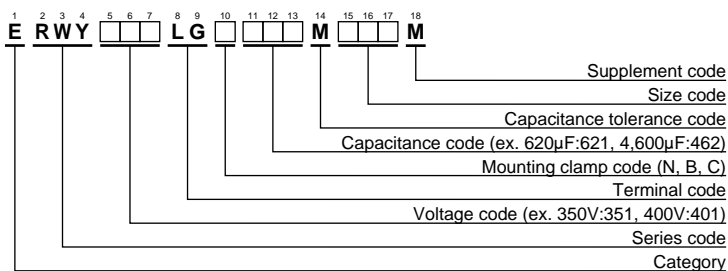 1 2 3 4 5 6 7 8 9 10 11 12 13 14 15 16 17 18
E R W Y □ □ □ L G □ □ □ □ M □ □ □ M
Supplement code
Size code
Capacitance tolerance code
Capacitance code (ex. 620μF:621, 4,600μF:462)
Mounting clamp code (N, B, C)
Terminal code
Voltage code (ex. 350V:351, 400V:401)
Series code
Category